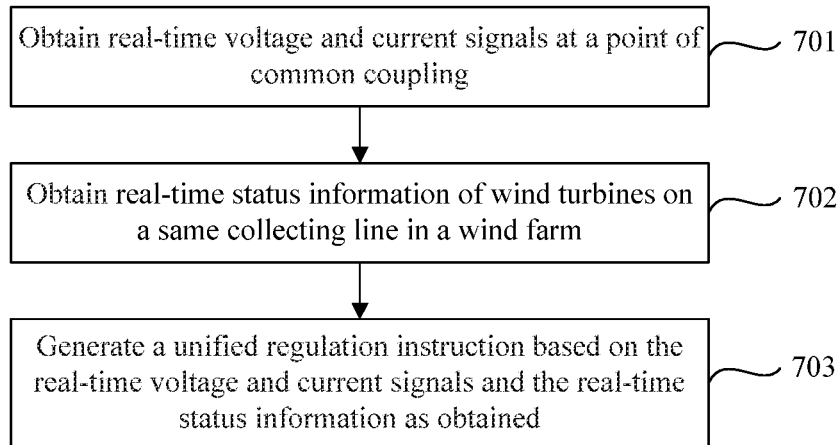 Obtain real-time voltage and current signals at a point of
common coupling
701
Obtain real-time status information of wind turbines on
a same collecting line in a wind farm
702
Generate a unified regulation instruction based on the
real-time voltage and current signals and the real-time
status information as obtained
703